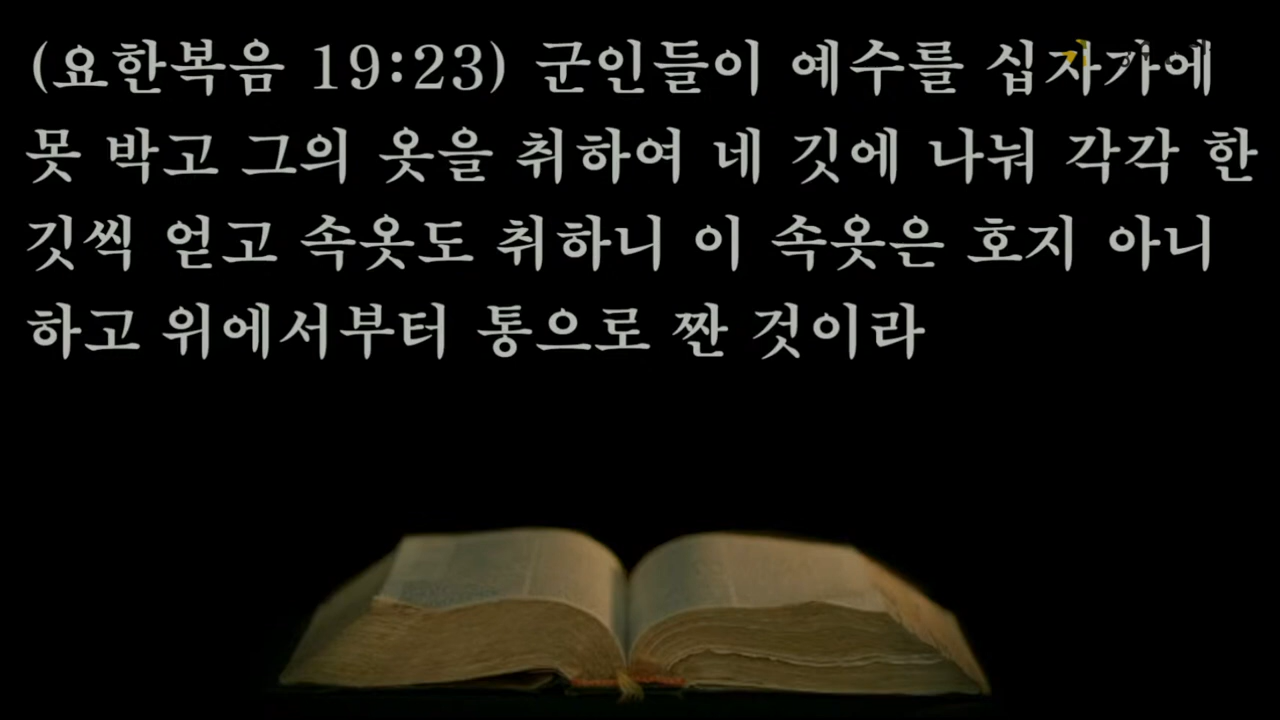 (요한복음 19:23) 군인들이 예수를 십자가에
못 박고 그의 옷을 취하여 네 깃에 나눠 각각 한
깃씩 얻고 속옷도 취하니 이 속옷은 호지 아니
하고 위에서부터 통으로 짠 것이라